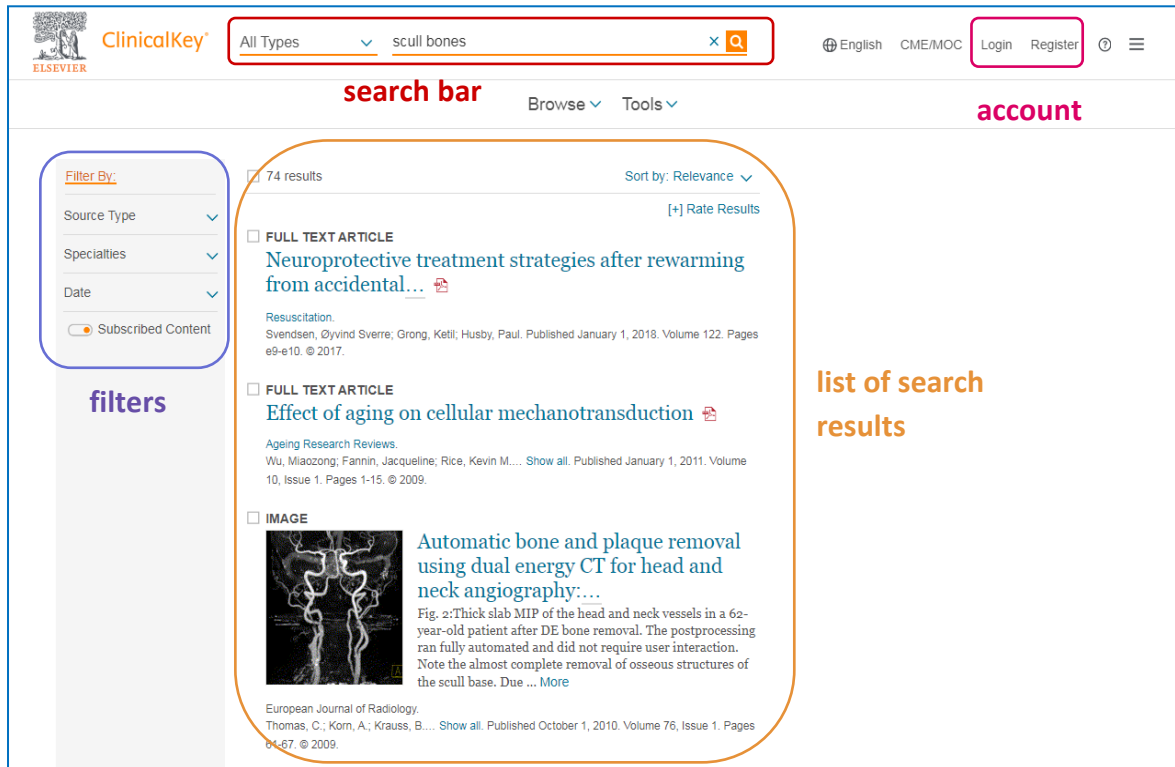 ELSEVIER
ClinicalKey®
All Types
scull bones
English CME/MOC Login Register
search bar
account
Browse Tools
Filter By:
Source Type
Specialties
Date
Subscribed Content
filters
74 results Sort by: Relevance
[+] Rate Results
FULL TEXT ARTICLE
Neuroprotective treatment strategies after rewarming
from accidental...
Resuscitation.
Svendsen, Øyvind Sverre; Grong, Ketil; Husby, Paul. Published January 1, 2018. Volume 122. Pages
e9-e10. © 2017.
FULL TEXT ARTICLE
Effect of aging on cellular mechanotransduction
Ageing Research Reviews.
Wu, Miaozong; Fannin, Jacqueline; Rice, Kevin M.... Show all. Published January 1, 2011. Volume
10, Issue 1. Pages 1-15. © 2009.
list of search
results
IMAGE
A
Automatic bone and plaque removal
using dual energy CT for head and
neck angiography:...
Fig. 2:Thick slab MIP of the head and neck vessels in a 62-
year-old patient after DE bone removal. The postprocessing
ran fully automated and did not require user interaction.
Note the almost complete removal of osseous structures of
the scull base. Due ... More
European Journal of Radiology.
Thomas, C.; Korn, A.; Krauss, B.... Show all. Published October 1, 2010. Volume 76, Issue 1. Pages
61-67. © 2009.